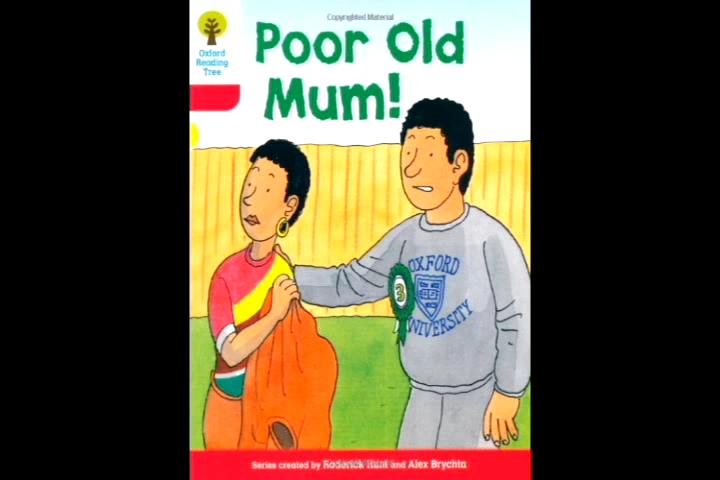 Copyrighted Material
Oxford
Reading
Tree
Poor Old
Mum!
3
OXFORD
UNIVERSITY
Series created by Roderick Hunt and Alex Brychta